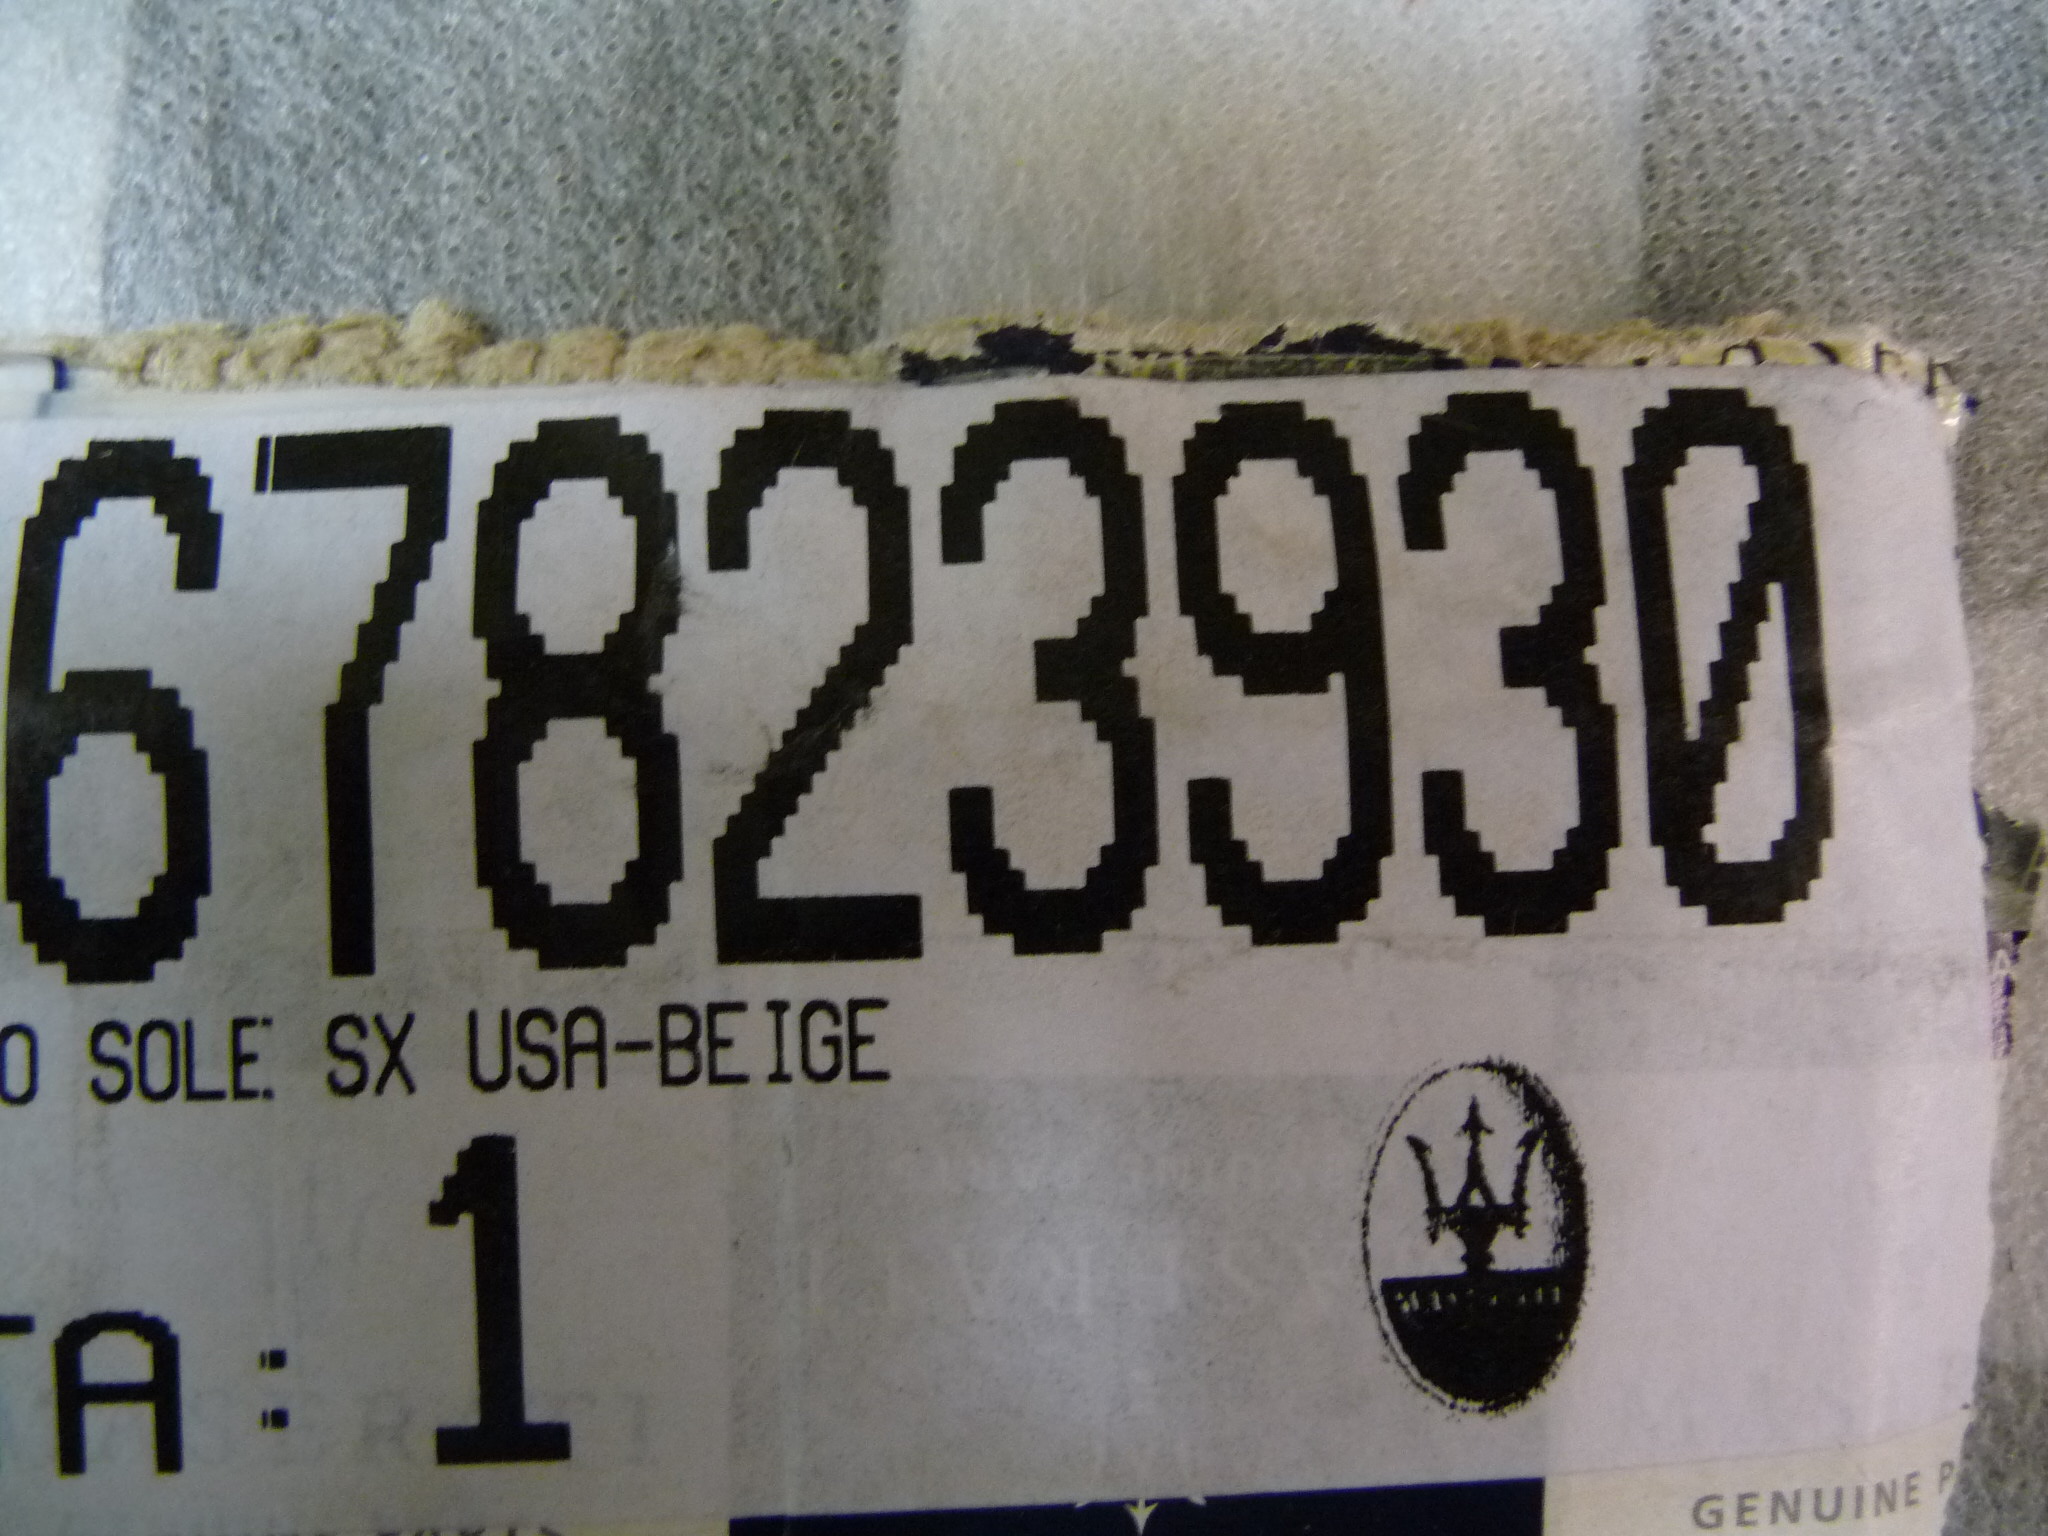 67823930
O SOLE SX USA-BEIGE
TA : 1
GENUINE P